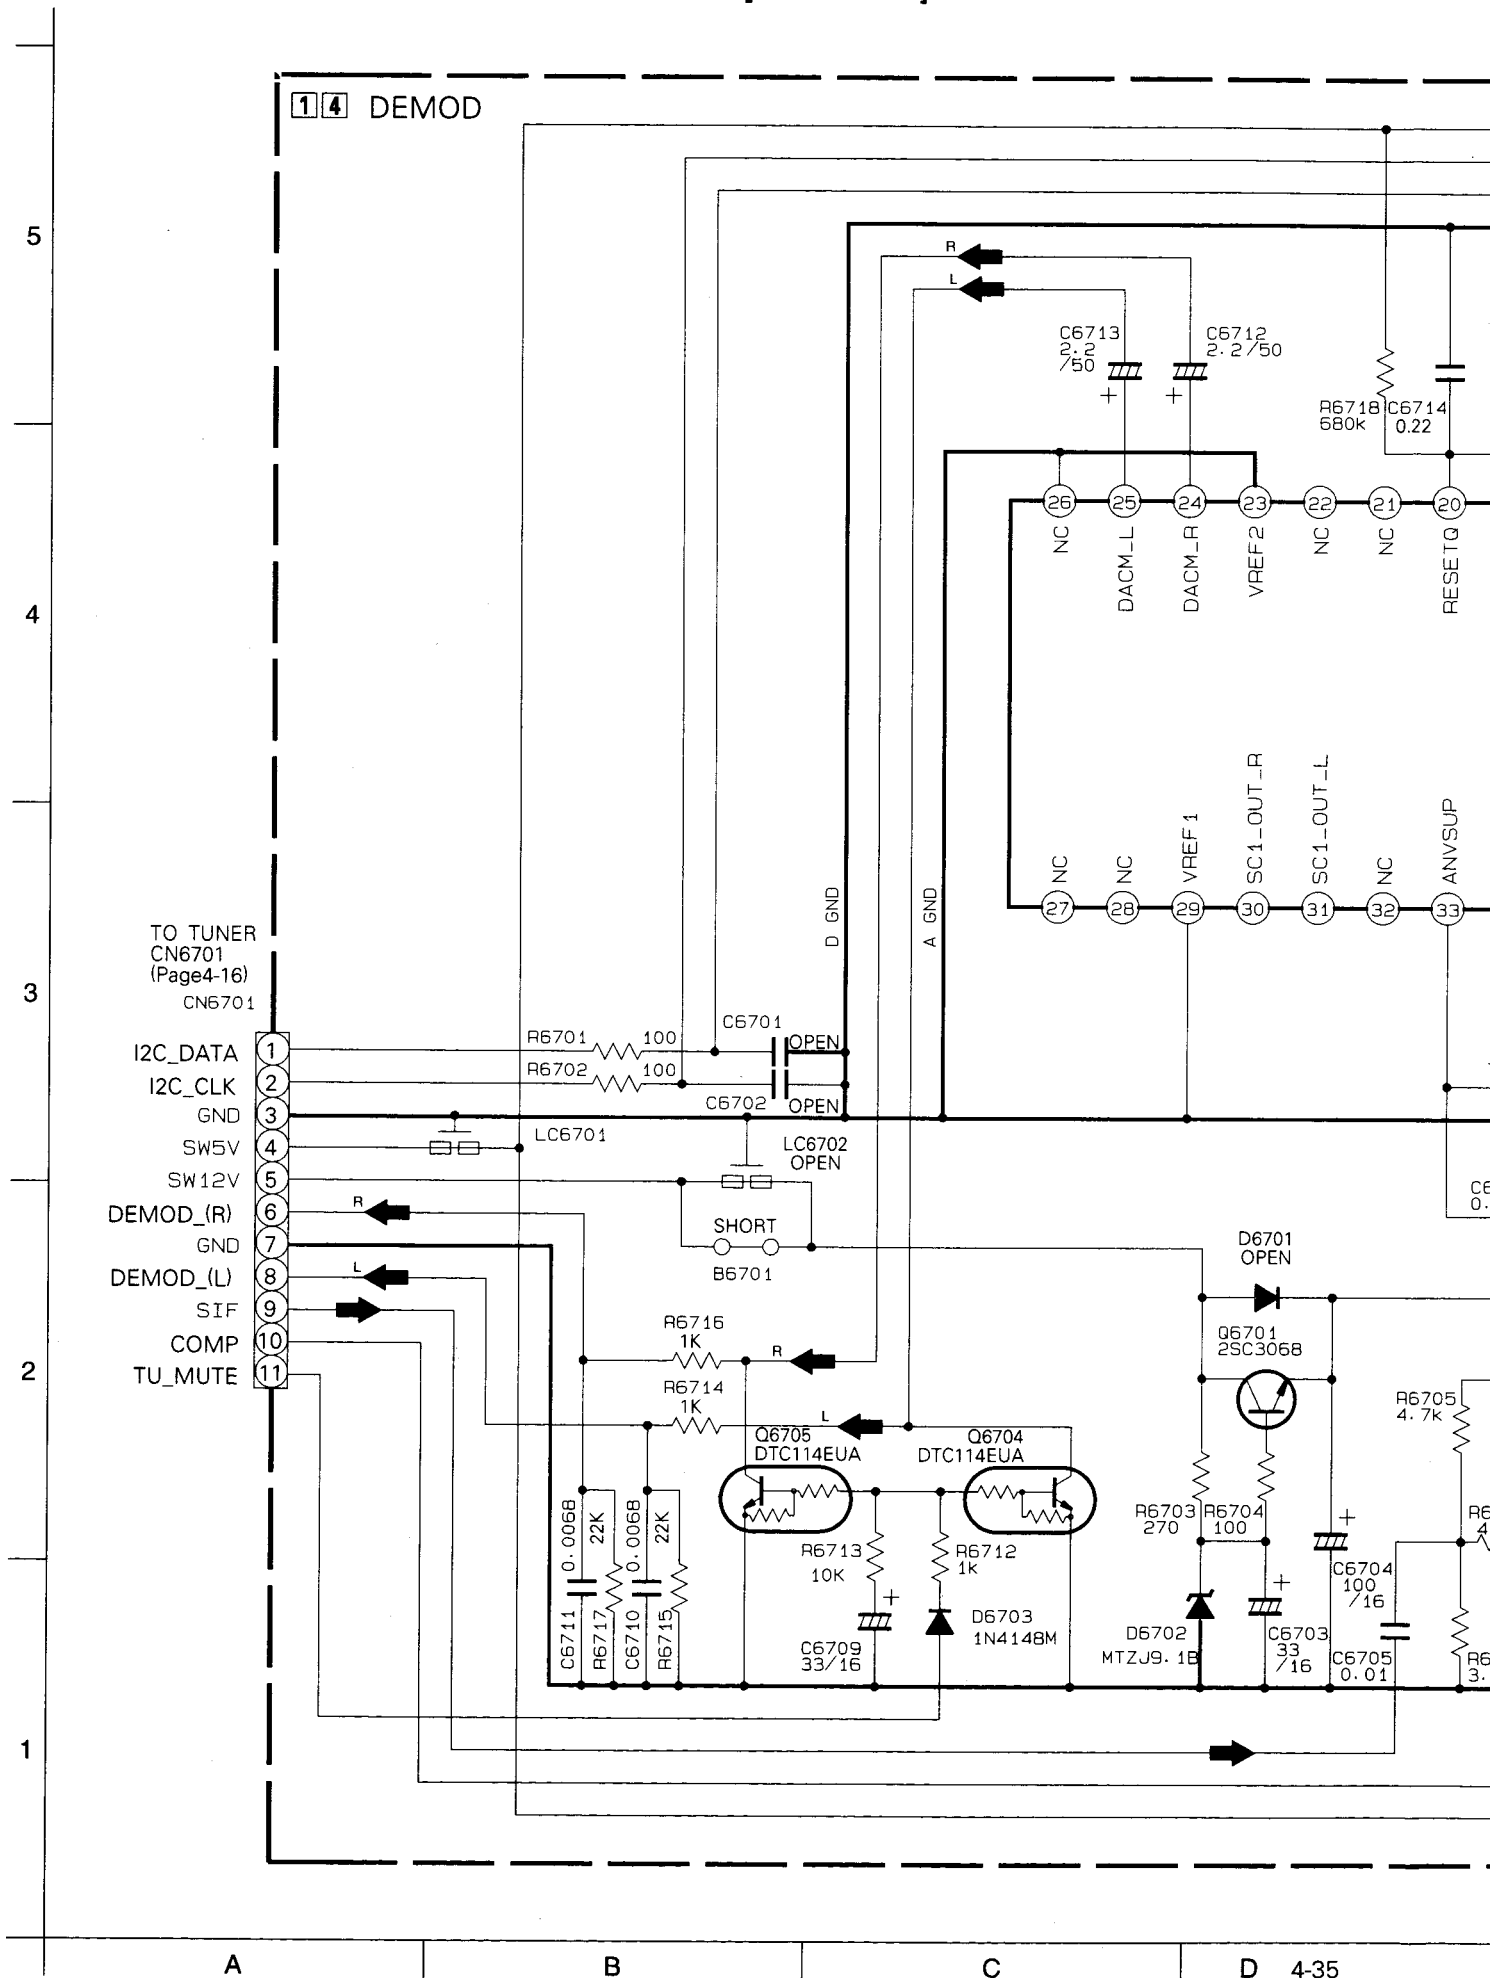 14 DEMOD
5
R
L
C6713
2.2
/50
C6712
2.2/50
R6718
680k
C6714
0.22
26 25 24 23 22 21 20
NC
DACM_L
DACM_R
VREF2
NC
NC
RESETQ
4
NC
NC
VREF1
SC1_OUT_R
SC1_OUT_L
NC
ANVSUP
27 28 29 30 31 32 33
D GND
A GND
TO TUNER
CN6701
(Page4-16)
CN6701
3
I2C_DATA 1
I2C_CLK 2
GND 3
SW5V 4
SW12V 5
DEMOD_(R) 6
GND 7
DEMOD_(L) 8
SIF 9
COMP 10
TU_MUTE 11
R6701 100
C6701
OPEN
R6702 100
C6702
OPEN
LC6701
LC6702
OPEN
R
SHORT
B6701
L
D6701
OPEN
R6716
1K
R
Q6701
2SC3068
2
R6714
1K
L
R6705
4.7k
Q6705
DTC114EUA
Q6704
DTC114EUA
0.0068
22K
0.0068
22K
C6711
R6717
C6710
R6715
R6713
10K
R6712
1k
R6703
270
R6704
100
+
+
+
+
+
C6709
33/16
D6703
1N4148M
D6702
MTZJ9.1B
C6703
33
/16
C6704
100
/16
C6705
0.01
1
A B C D 4-35